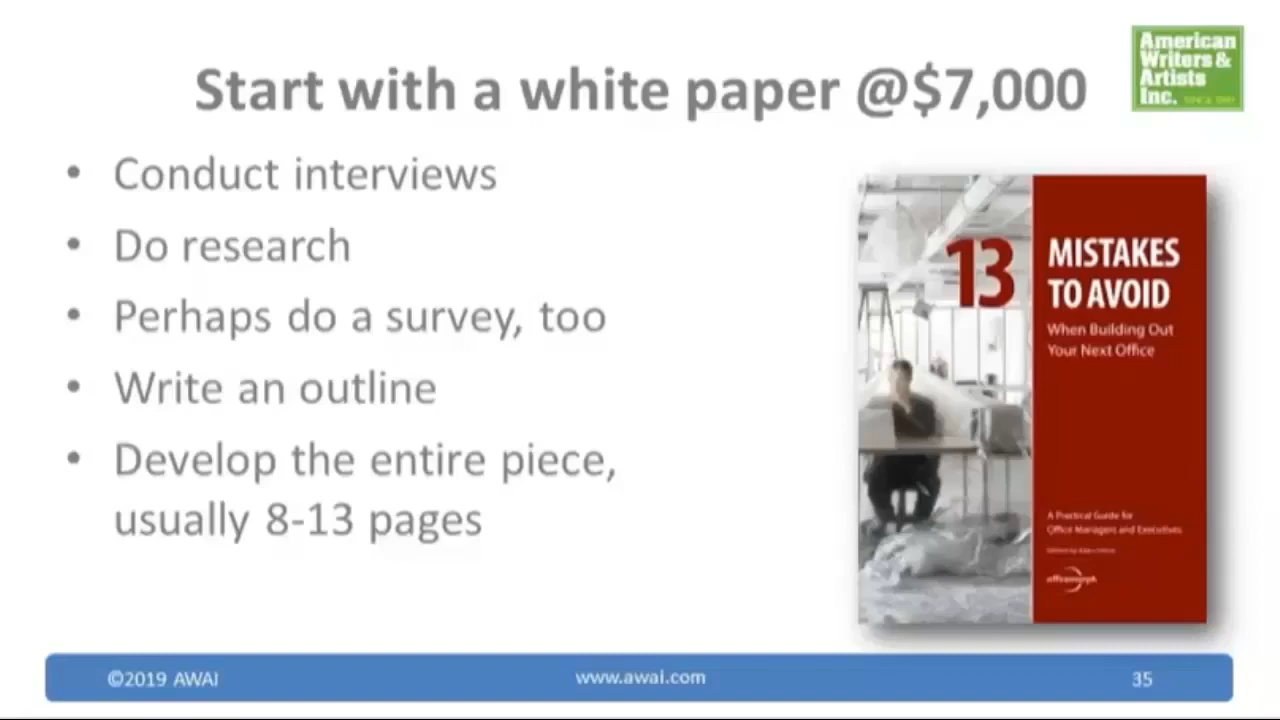 Start with a white paper @$7,000
American
Writers &
Artists
Inc. SINCE
• Conduct interviews
• Do research
• Perhaps do a survey, too
• Write an outline
• Develop the entire piece,
usually 8-13 pages
13
MISTAKES
TO AVOID
When Building Out
Your Next Office
A Practical Guide for
Office Managers and Executives
©2019 AWAI
www.awai.com
35